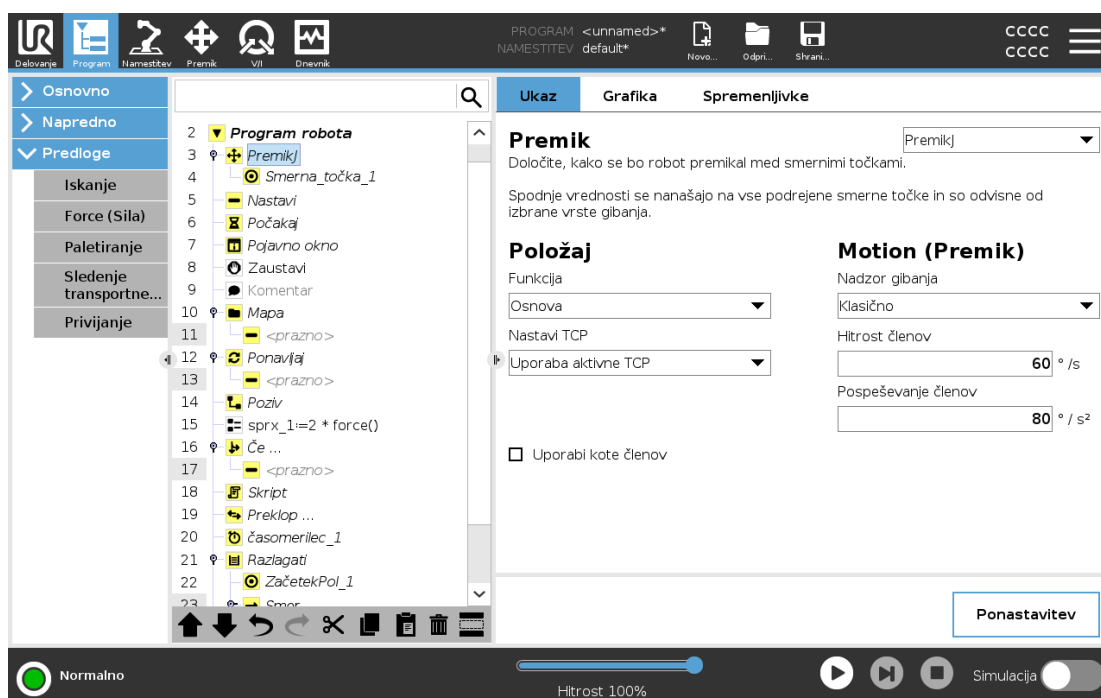 PROGRAM <unnamed>*
NAMESTITEV default*
CCCC
CCCC
Delovanje
Program
Namestitev
Premik
V/I
Dnevnik
Novo...
Odpri...
Shrani...
Osnovno
Napredno
Predloge
Iskanje
Force (Sila)
Paletiranje
Sledenje
transportne...
Privijanje
2 Program robota
3 PremikJ
4 Smerna_točka_1
5 Nastavi
6 Počakaj
7 Pojavno okno
8 Zaustavi
9 Komentar
10 Mapa
11 <prazno>
12 Ponavljaj
13 <prazno>
14 Poziv
15 sprx_1:=2 * force()
16 Če ...
17 <prazno>
18 Skript
19 Preklop ...
20 časomerilec_1
21 Razlagati
22 ZačetekPol_1
23 Smer
Ukaz
Grafika
Spremenljivke
Premik
PremikJ
Določite, kako se bo robot premikal med smernimi točkami.
Spodnje vrednosti se nanašajo na vse podrejene smerne točke in so odvisne od
izbrane vrste gibanja.
Položaj
Funkcija
Osnova
Nastavi TCP
Uporaba aktivne TCP
Uporabi kote členov
Motion (Premik)
Nadzor gibanja
Klasično
Hitrost členov
60 ° /s
Pospeševanje členov
80 ° / s²
Ponastavitev
Normalno
Hitrost 100%
Simulacija